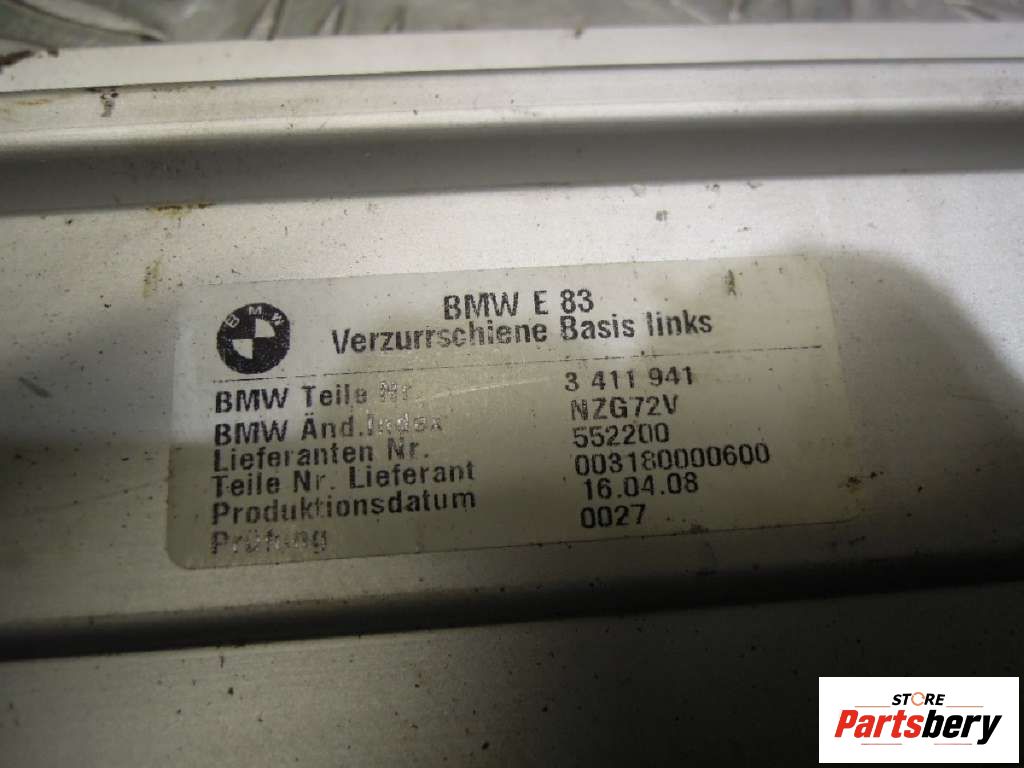 BMW
BMW E 83
Verzurrschiene Basis links
BMW Teile Nr. 3 411 941
BMW Änd.Index NZG72V
Lieferanten Nr. 552200
Teile Nr. Lieferant 003180000600
Produktionsdatum 16.04.08
Prüfung 0027
STORE
Partsbery